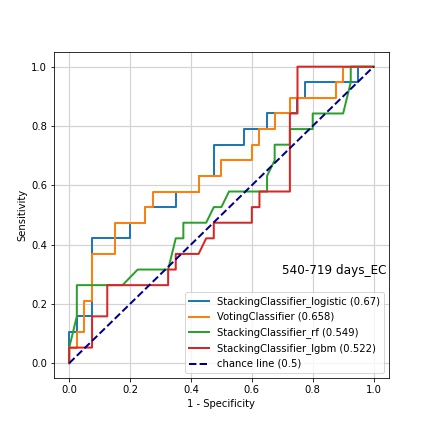 1.0
0.8
0.6
0.4
0.2
0.0
Sensitivity
540-719 days_EC
StackingClassifier_logistic (0.67)
VotingClassifier (0.658)
StackingClassifier_rf (0.549)
StackingClassifier_lgbm (0.522)
chance line (0.5)
0.0 0.2 0.4 0.6 0.8 1.0
1 - Specificity